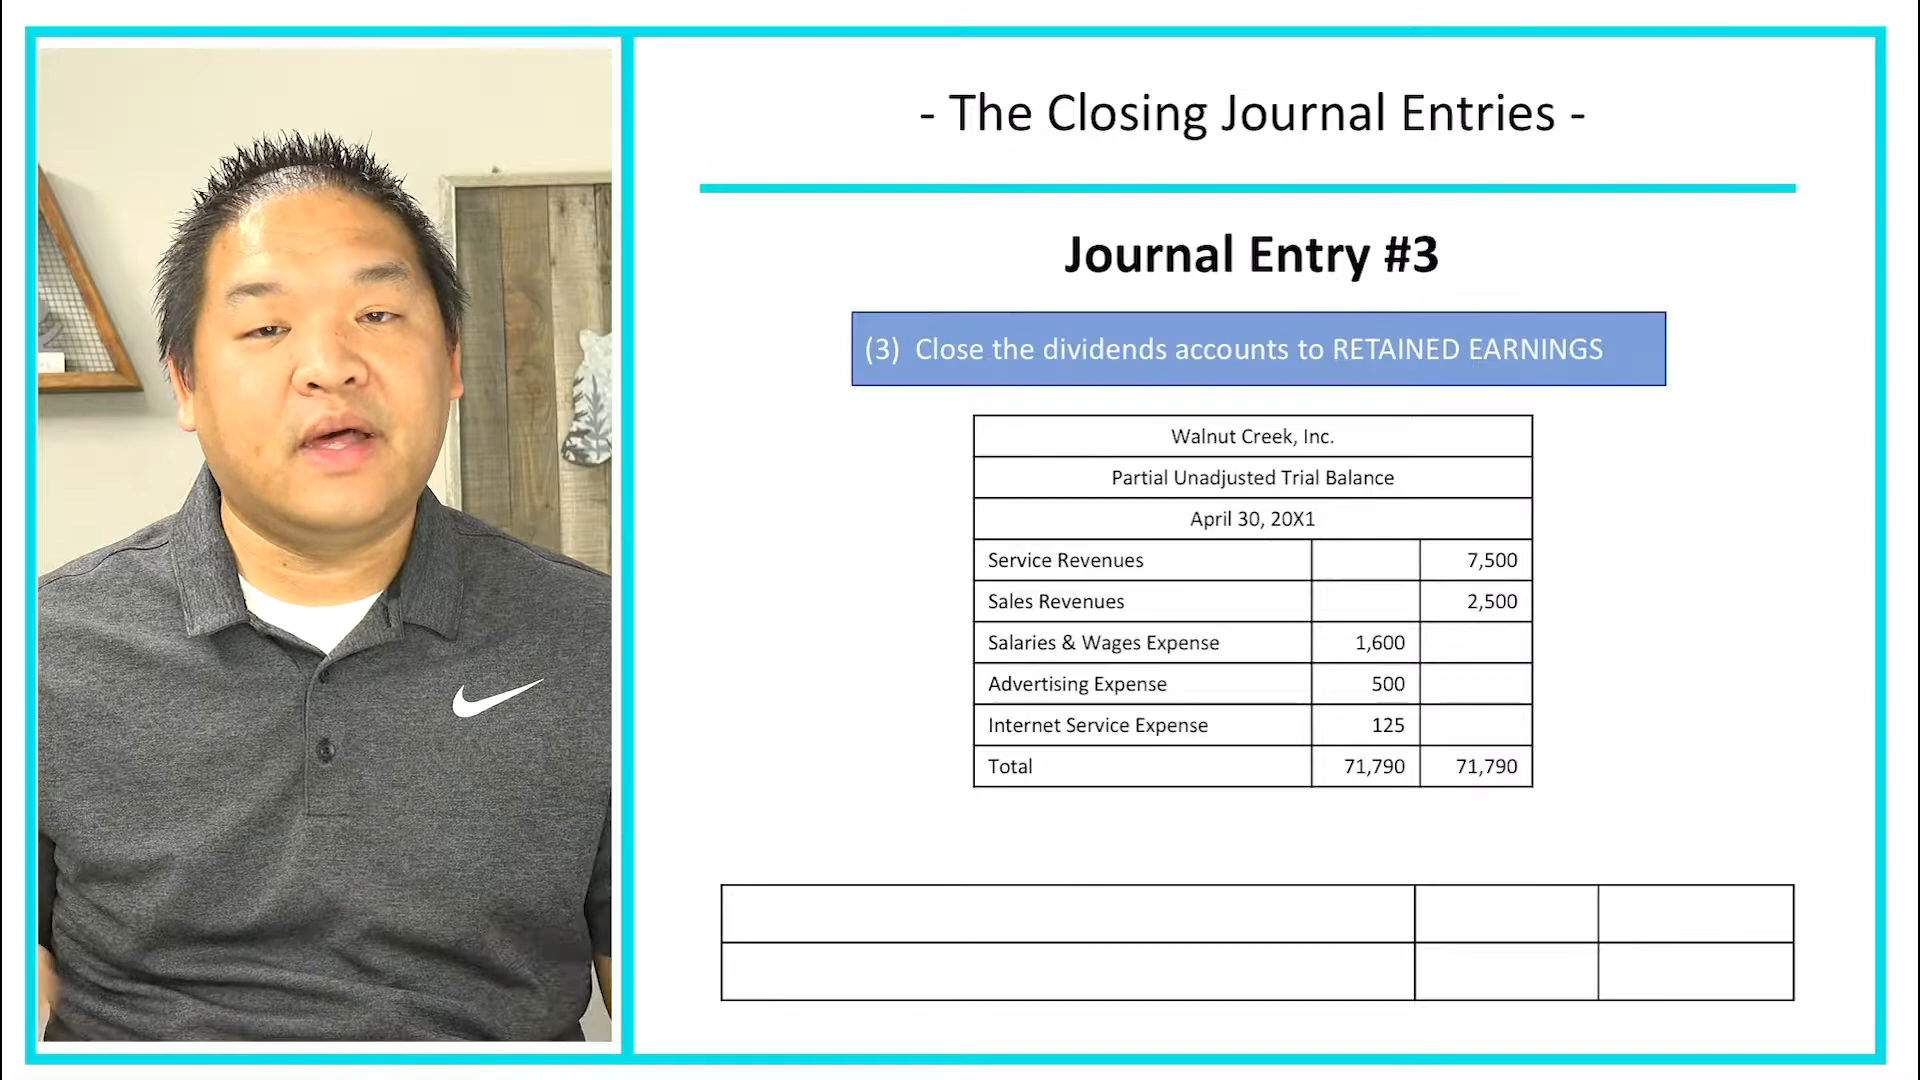 - The Closing Journal Entries -
Journal Entry #3
(3) Close the dividends accounts to RETAINED EARNINGS
Walnut Creek, Inc.
Partial Unadjusted Trial Balance
April 30, 20X1
Service Revenues 7,500
Sales Revenues 2,500
Salaries & Wages Expense 1,600
Advertising Expense 500
Internet Service Expense 125
Total 71,790 71,790